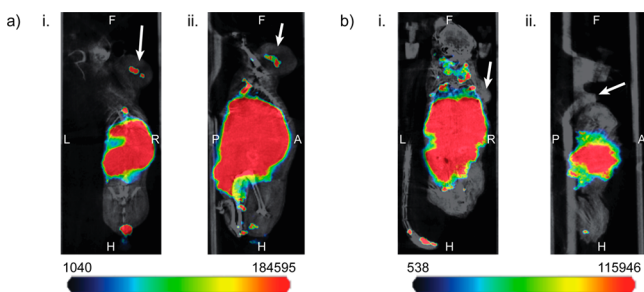 a) i. ii. b) i. ii.
F F F F
L R P A L R P A
H H H H
1040 184595 538 115946